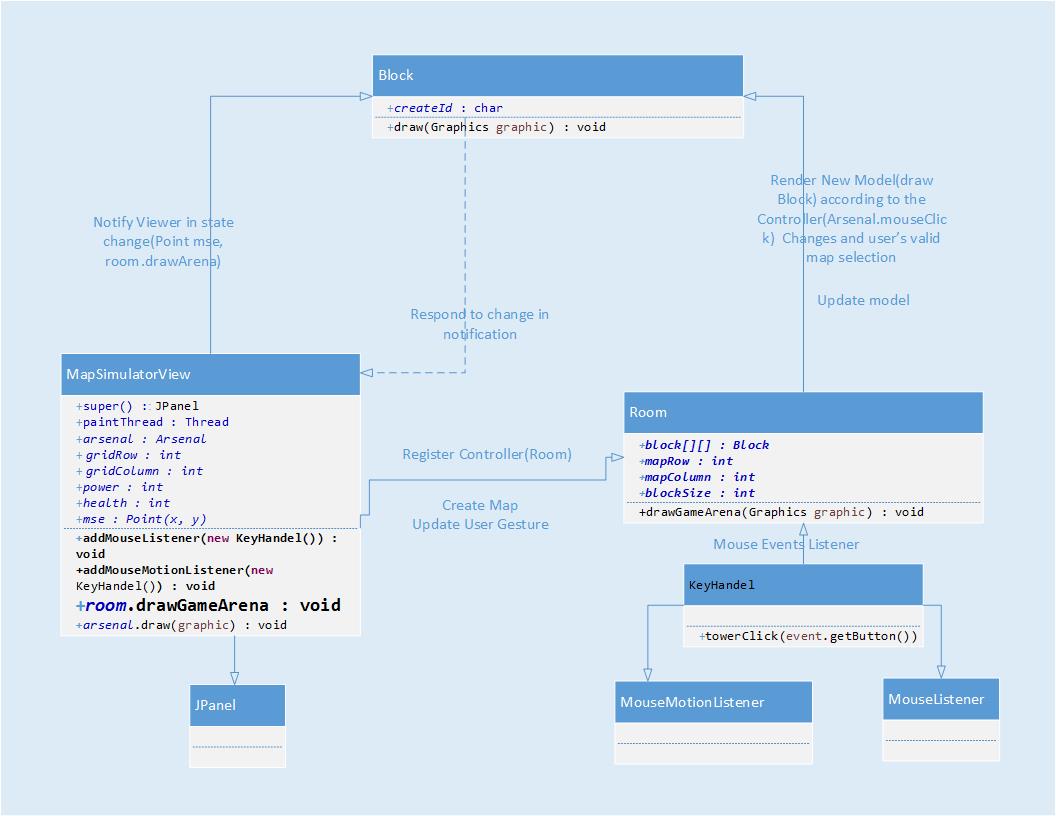 Block
+createId : char
+draw(Graphics graphic) : void
Notify Viewer in state
change(Point mse,
room.drawArena)
Render New Model(draw
Block) according to the
Controller(Arsenal.mouseClic
k) Changes and user's valid
map selection
Update model
Respond to change in
notification
MapSimulatorView
+super() : JPanel
+paintThread : Thread
+arsenal : Arsenal
+ gridRow : int
+ gridColumn : int
+power : int
+health : int
+mse : Point(x, y)
+addMouseListener(new KeyHandel()) :
void
+addMouseMotionListener(new
KeyHandel()) : void
+room.drawGameArena : void
+arsenal.draw(graphic) : void
Register Controller(Room)
Create Map
Update User Gesture
Room
+block[][] : Block
+mapRow : int
+mapColumn : int
+blockSize : int
+drawGameArena(Graphics graphic) : void
Mouse Events Listener
KeyHandel
+towerClick(event.getButton())
JPanel
MouseMotionListener
MouseListener